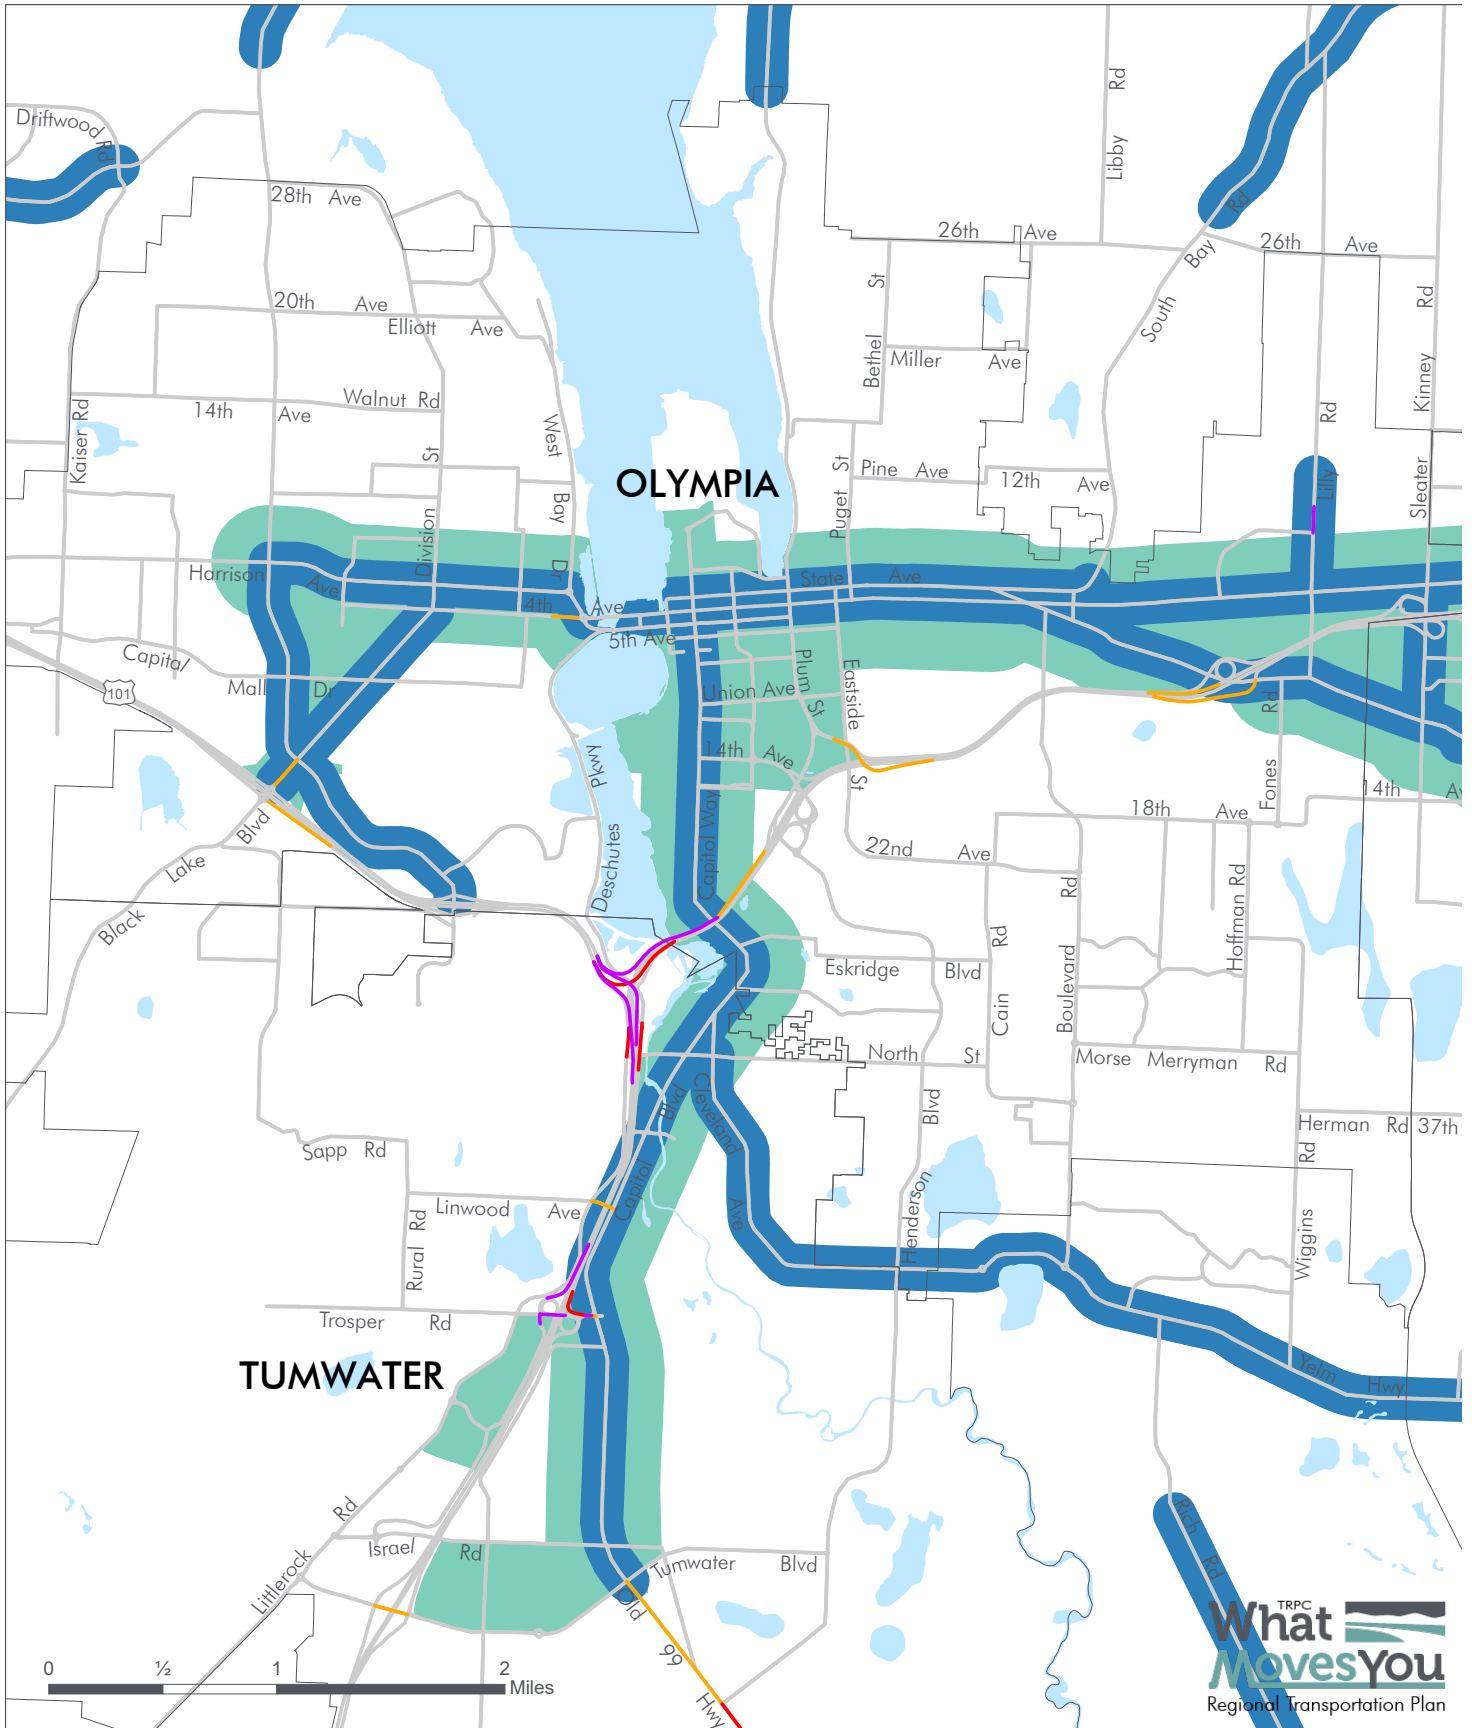 Driftwood Rd
28th Ave
20th Ave
Elliott Ave
Walnut Rd
14th Ave
Kaiser Rd
Division St
West Bay Dr
OLYMPIA
Libby Rd
26th Ave
South Bay Rd
26th Ave
Bethel St
Miller Ave
Puget St
Pine Ave
12th Ave
Lilly Rd
Sleater Kinney Rd
Harrison Ave
4th Ave
5th Ave
State Ave
Capital Mall Dr
101
Union Ave
Plum St
Eastside St
14th Ave
Capitol Way
Deschutes Pkwy
Black Lake Blvd
Fones Rd
14th Av
18th Ave
22nd Ave
Hoffman Rd
Boulevard Rd
Cain Rd
Eskridge Blvd
North St
Morse Merryman Rd
Herman Rd
37th
Wiggins Rd
Henderson Blvd
Cleveland Ave
Capitol Blvd
Sapp Rd
Linwood Ave
Rural Rd
Trosper Rd
TUMWATER
Yelm Hwy
Rich Rd
Littlerock Rd
Israel Rd
Tumwater Blvd
Old 99 Hwy
0 ½ 1 2
Miles
TRPC
What
MovesYou
Regional Transportation Plan